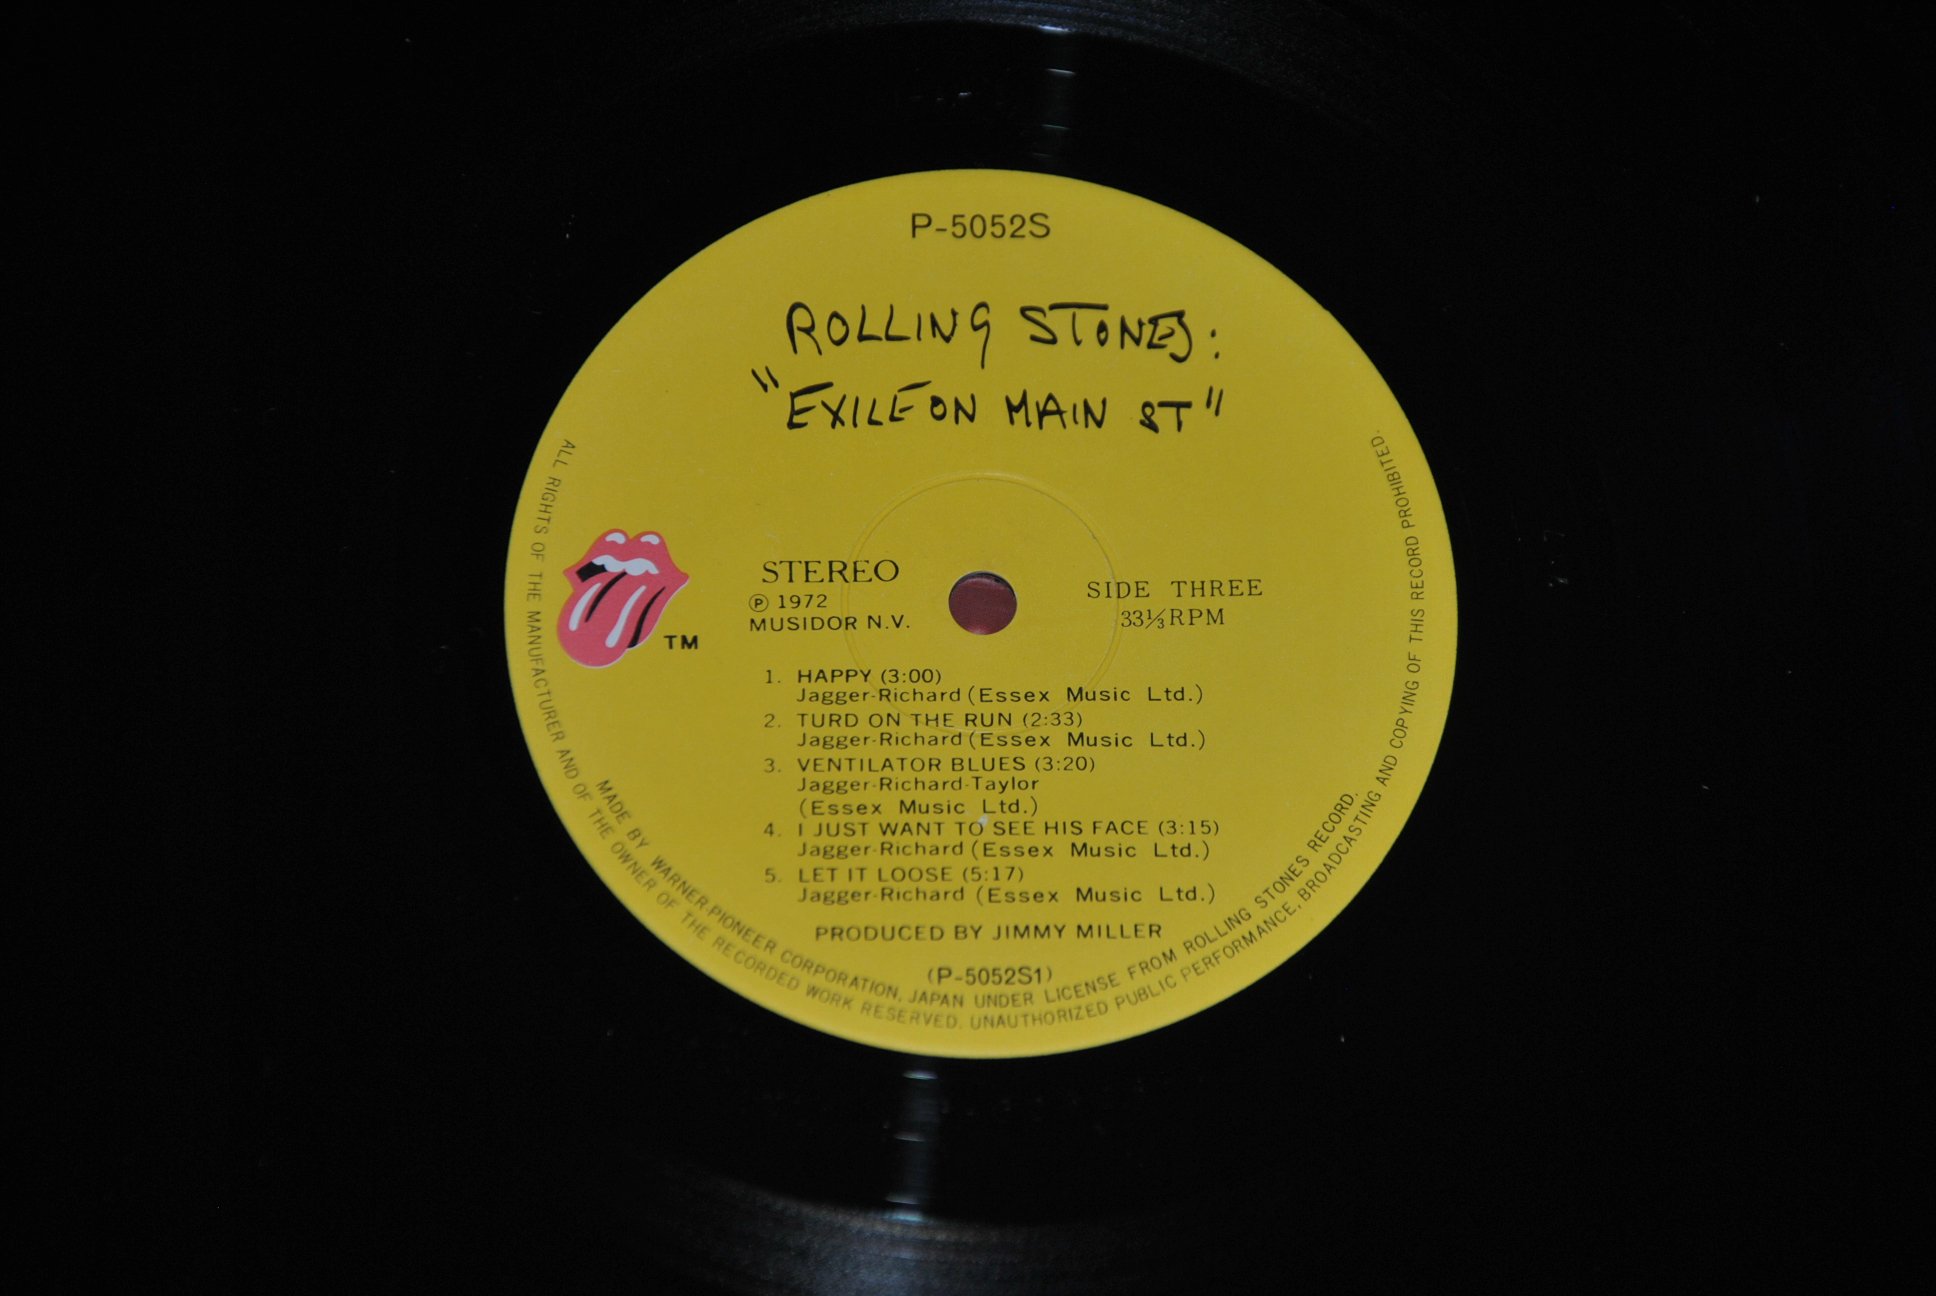 P-5052S
ROLLING STONES:
"EXILE ON MAIN ST"
TM
STEREO
℗ 1972
MUSIDOR N.V.
SIDE THREE
33⅓ RPM
1. HAPPY (3:00)
Jagger-Richard (Essex Music Ltd.)
2. TURD ON THE RUN (2:33)
Jagger-Richard (Essex Music Ltd.)
3. VENTILATOR BLUES (3:20)
Jagger-Richard-Taylor
(Essex Music Ltd.)
4. I JUST WANT TO SEE HIS FACE (3:15)
Jagger-Richard (Essex Music Ltd.)
5. LET IT LOOSE (5:17)
Jagger-Richard (Essex Music Ltd.)
PRODUCED BY JIMMY MILLER
(P-5052S1)
MADE BY WARNER-PIONEER CORPORATION, JAPAN UNDER LICENSE FROM ROLLING STONES RECORD.
ALL RIGHTS OF THE MANUFACTURER AND OF THE OWNER OF THE RECORDED WORK RESERVED. UNAUTHORIZED PUBLIC PERFORMANCE, BROADCASTING AND COPYING OF THIS RECORD PROHIBITED.